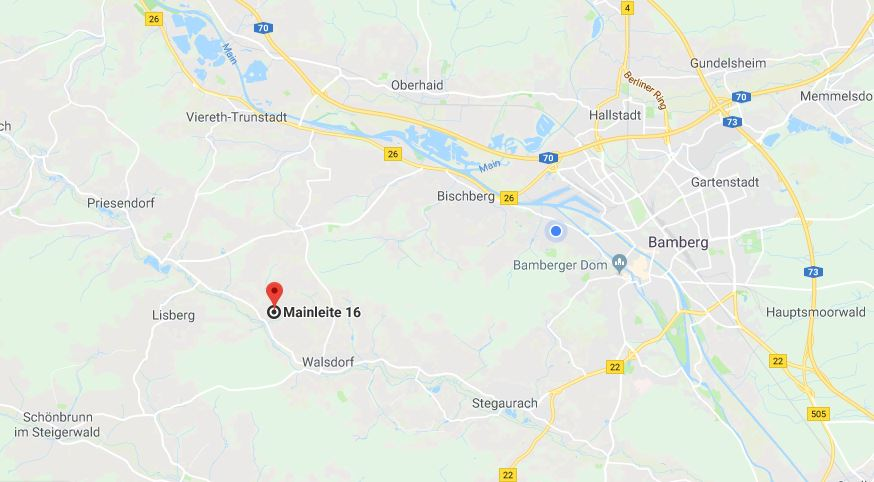 4
26
70
Main
Gundelsheim
Oberhaid
Berliner Ring
70
Memmelsdo
Viereth-Trunstadt
Hallstadt
73
ch
26
Main
70
Gartenstadt
Priesendorf
Bischberg
26
Bamberg
Bamberger Dom
73
Mainleite 16
Lisberg
Hauptsmoorwald
Walsdorf
22
22
Stegaurach
Schönbrunn
im Steigerwald
505
22